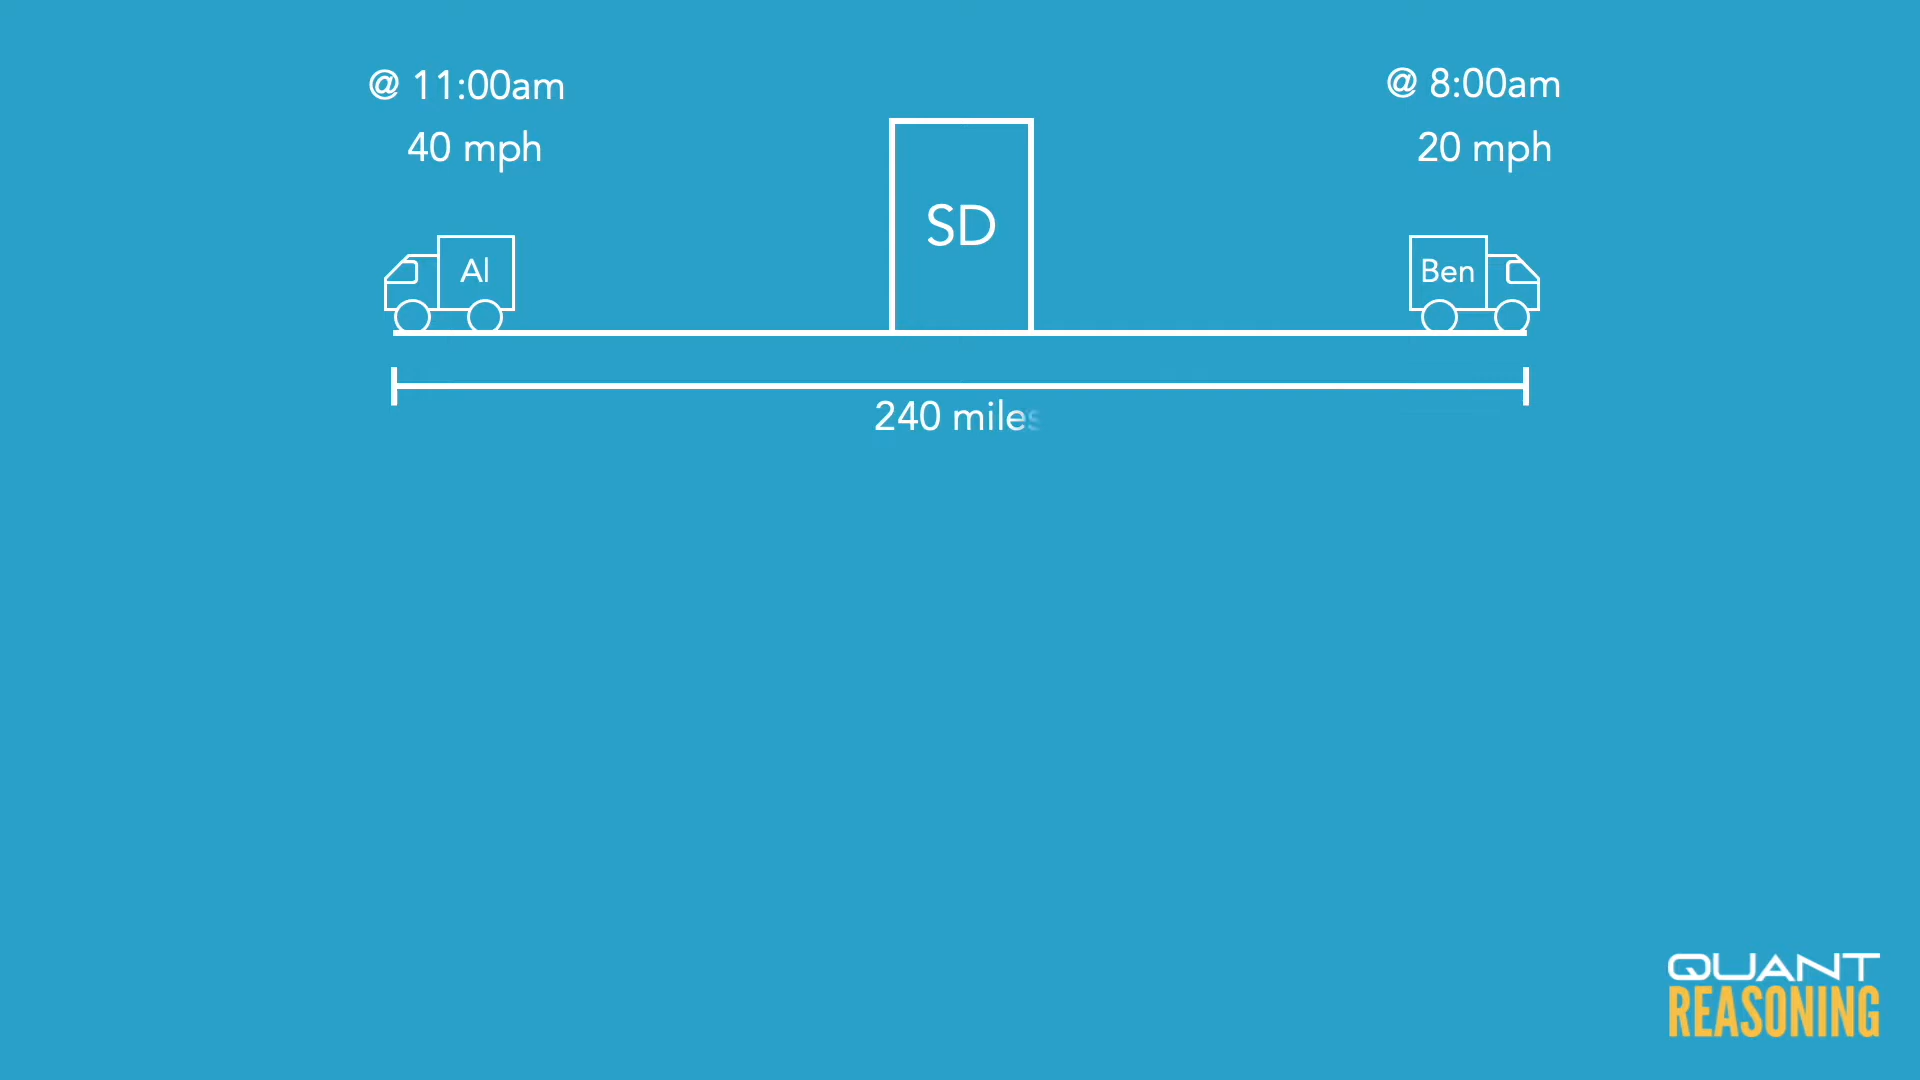 @ 11:00am
40 mph
@ 8:00am
20 mph
SD
Al
Ben
240 miles
QUANT
REASONING